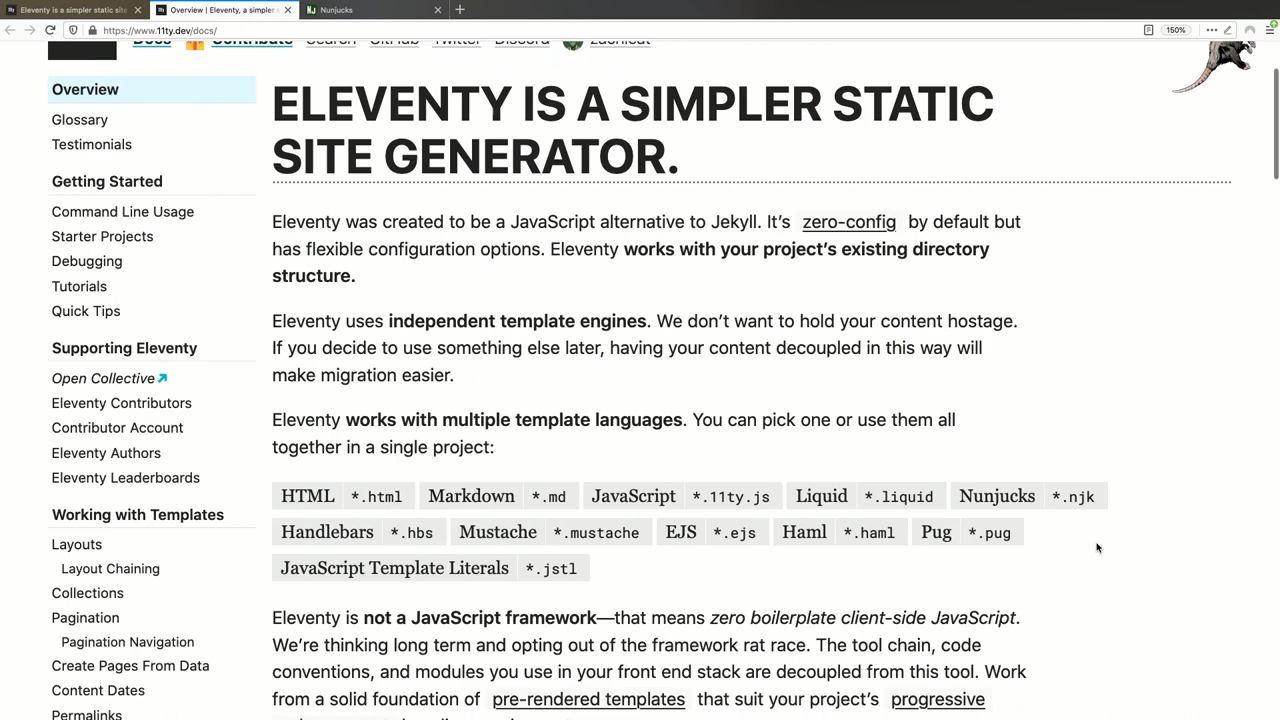 Eleventy is a simpler static site
Overview | Eleventy, a simpler s
Nunjucks
https://www.11ty.dev/docs/
150%
Docs Contribute Search GitHub Twitter Discord zachleat
Overview
Glossary
Testimonials
Getting Started
Command Line Usage
Starter Projects
Debugging
Tutorials
Quick Tips
Supporting Eleventy
Open Collective
Eleventy Contributors
Contributor Account
Eleventy Authors
Eleventy Leaderboards
Working with Templates
Layouts
Layout Chaining
Collections
Pagination
Pagination Navigation
Create Pages From Data
Content Dates
Permalinks
ELEVENTY IS A SIMPLER STATIC
SITE GENERATOR.
Eleventy was created to be a JavaScript alternative to Jekyll. It’s zero-config by default but
has flexible configuration options. Eleventy works with your project’s existing directory
structure.
Eleventy uses independent template engines. We don’t want to hold your content hostage.
If you decide to use something else later, having your content decoupled in this way will
make migration easier.
Eleventy works with multiple template languages. You can pick one or use them all
together in a single project:
HTML *.html Markdown *.md JavaScript *.11ty.js Liquid *.liquid Nunjucks *.njk
Handlebars *.hbs Mustache *.mustache EJS *.ejs Haml *.haml Pug *.pug
JavaScript Template Literals *.jstl
Eleventy is not a JavaScript framework—that means zero boilerplate client-side JavaScript.
We’re thinking long term and opting out of the framework rat race. The tool chain, code
conventions, and modules you use in your front end stack are decoupled from this tool. Work
from a solid foundation of pre-rendered templates that suit your project’s progressive